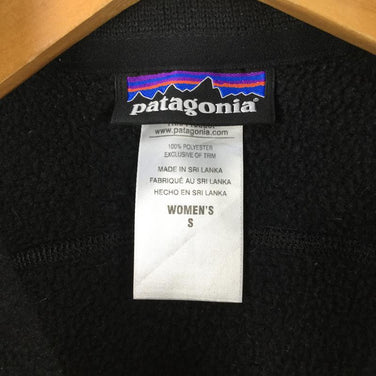 patagonia®
www.patagonia.com
100% POLYESTER
EXCLUSIVE OF TRIM
MADE IN SRI LANKA
FABRIQUÉ AU SRI LANKA
HECHO EN SRI LANKA
WOMEN'S
S